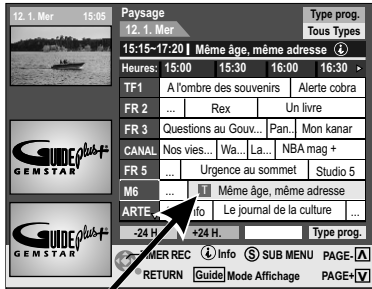 12. 1. Mer 15:05 Paysage Type prog.
12. 1. Mer Tous Types
15:15~17:20 Même âge, même adresse i
Heures: 15:00 15:30 16:00 16:30
TF1 A l'ombre des souvenirs Alerte cobra
FR 2 ... Rex Un livre
FR 3 Questions au Gouv... Pan.. Mon kanar
CANAL Nos vies... Wa... La... NBA mag +
FR 5 ... Urgence au sommet Studio 5
M6 ... T Même âge, même adresse
ARTE Le journal de la culture ...
GUIDE Plus+
GEMSTAR
GUIDE Plus+
GEMSTAR
-24 H. +24 H. Type prog.
REC i Info S SUB MENU PAGE- Λ
RETURN Guide Mode Affichage PAGE+ V